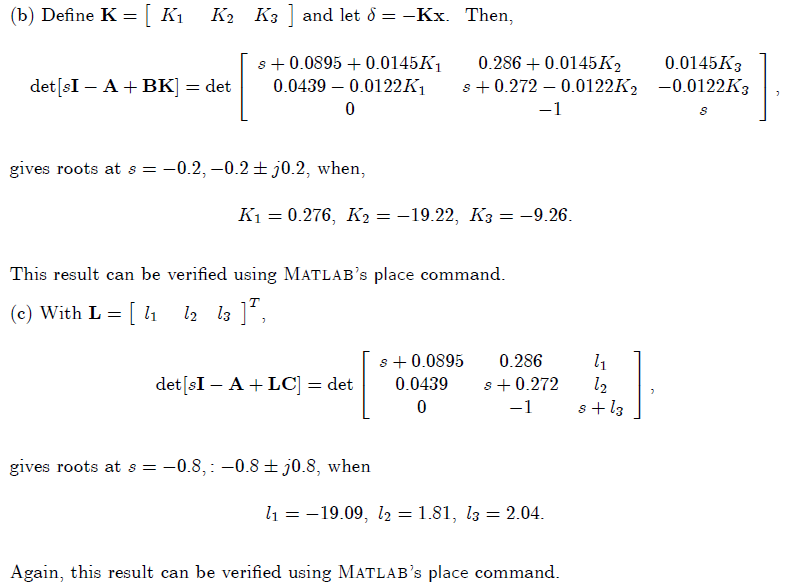 (b) Define K = [ K₁ K₂ K₃ ] and let δ = −Kx. Then,
det[sI − A + BK] = det [ s + 0.0895 + 0.0145K₁ 0.286 + 0.0145K₂ 0.0145K₃
0.0439 − 0.0122K₁ s + 0.272 − 0.0122K₂ −0.0122K₃
0 −1 s ] ,
gives roots at s = −0.2, −0.2 ± j0.2, when,
K₁ = 0.276, K₂ = −19.22, K₃ = −9.26.
This result can be verified using MATLAB's place command.
(c) With L = [ l₁ l₂ l₃ ]ᵀ,
det[sI − A + LC] = det [ s + 0.0895 0.286 l₁
0.0439 s + 0.272 l₂
0 −1 s + l₃ ] ,
gives roots at s = −0.8, : −0.8 ± j0.8, when
l₁ = −19.09, l₂ = 1.81, l₃ = 2.04.
Again, this result can be verified using MATLAB's place command.